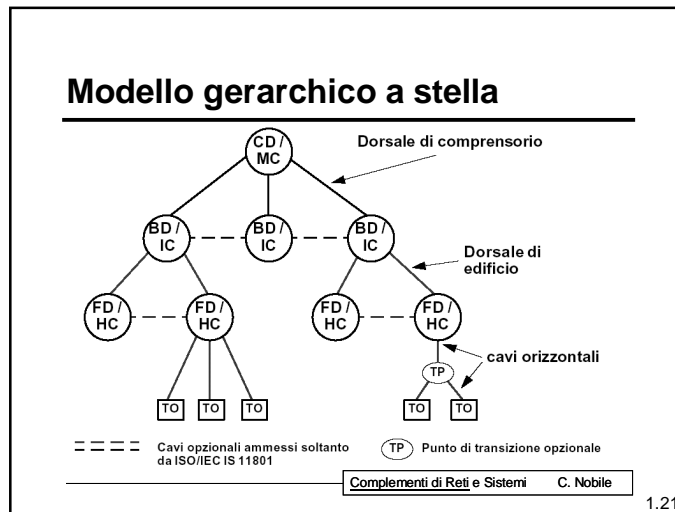 Modello gerarchico a stella
CD /
MC
Dorsale di comprensorio
BD /
IC
BD /
IC
BD /
IC
Dorsale di
edificio
FD /
HC
FD /
HC
FD /
HC
FD /
HC
cavi orizzontali
TP
TO
TO
TO
TO
TO
Cavi opzionali ammessi soltanto
da ISO/IEC IS 11801
TP
Punto di transizione opzionale
Complementi di Reti e Sistemi C. Nobile
1.21